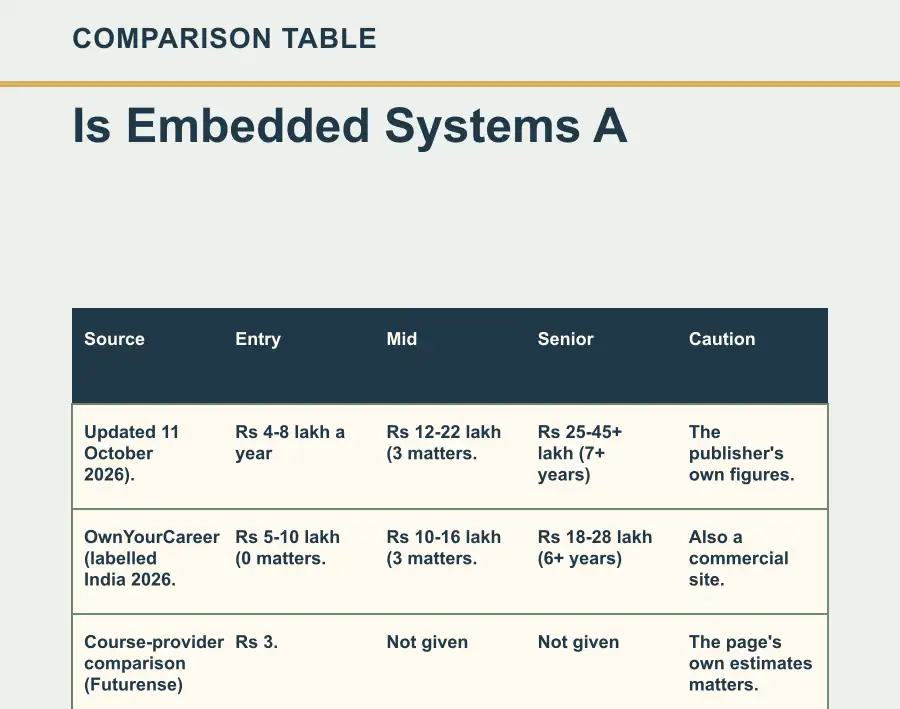 COMPARISON TABLE
Is Embedded Systems A
Source Entry Mid Senior Caution
Updated 11 Rs 4-8 lakh a Rs 12-22 lakh Rs 25-45+ The
October year (3 matters. lakh (7+ publisher's
2026). years) own figures.
OwnYourCareer Rs 5-10 lakh Rs 10-16 lakh Rs 18-28 lakh Also a
(labelled (0 matters. (3 matters. (6+ years) commercial
India 2026. site.
Course-provider Rs 3. Not given Not given The page's
comparison own estimates
(Futurense) matters.